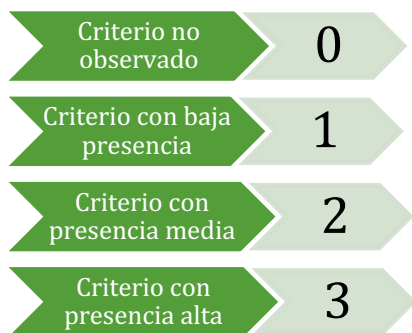 Criterio no
observado
0
Criterio con baja
presencia
1
Criterio con
presencia media
2
Criterio con
presencia alta
3